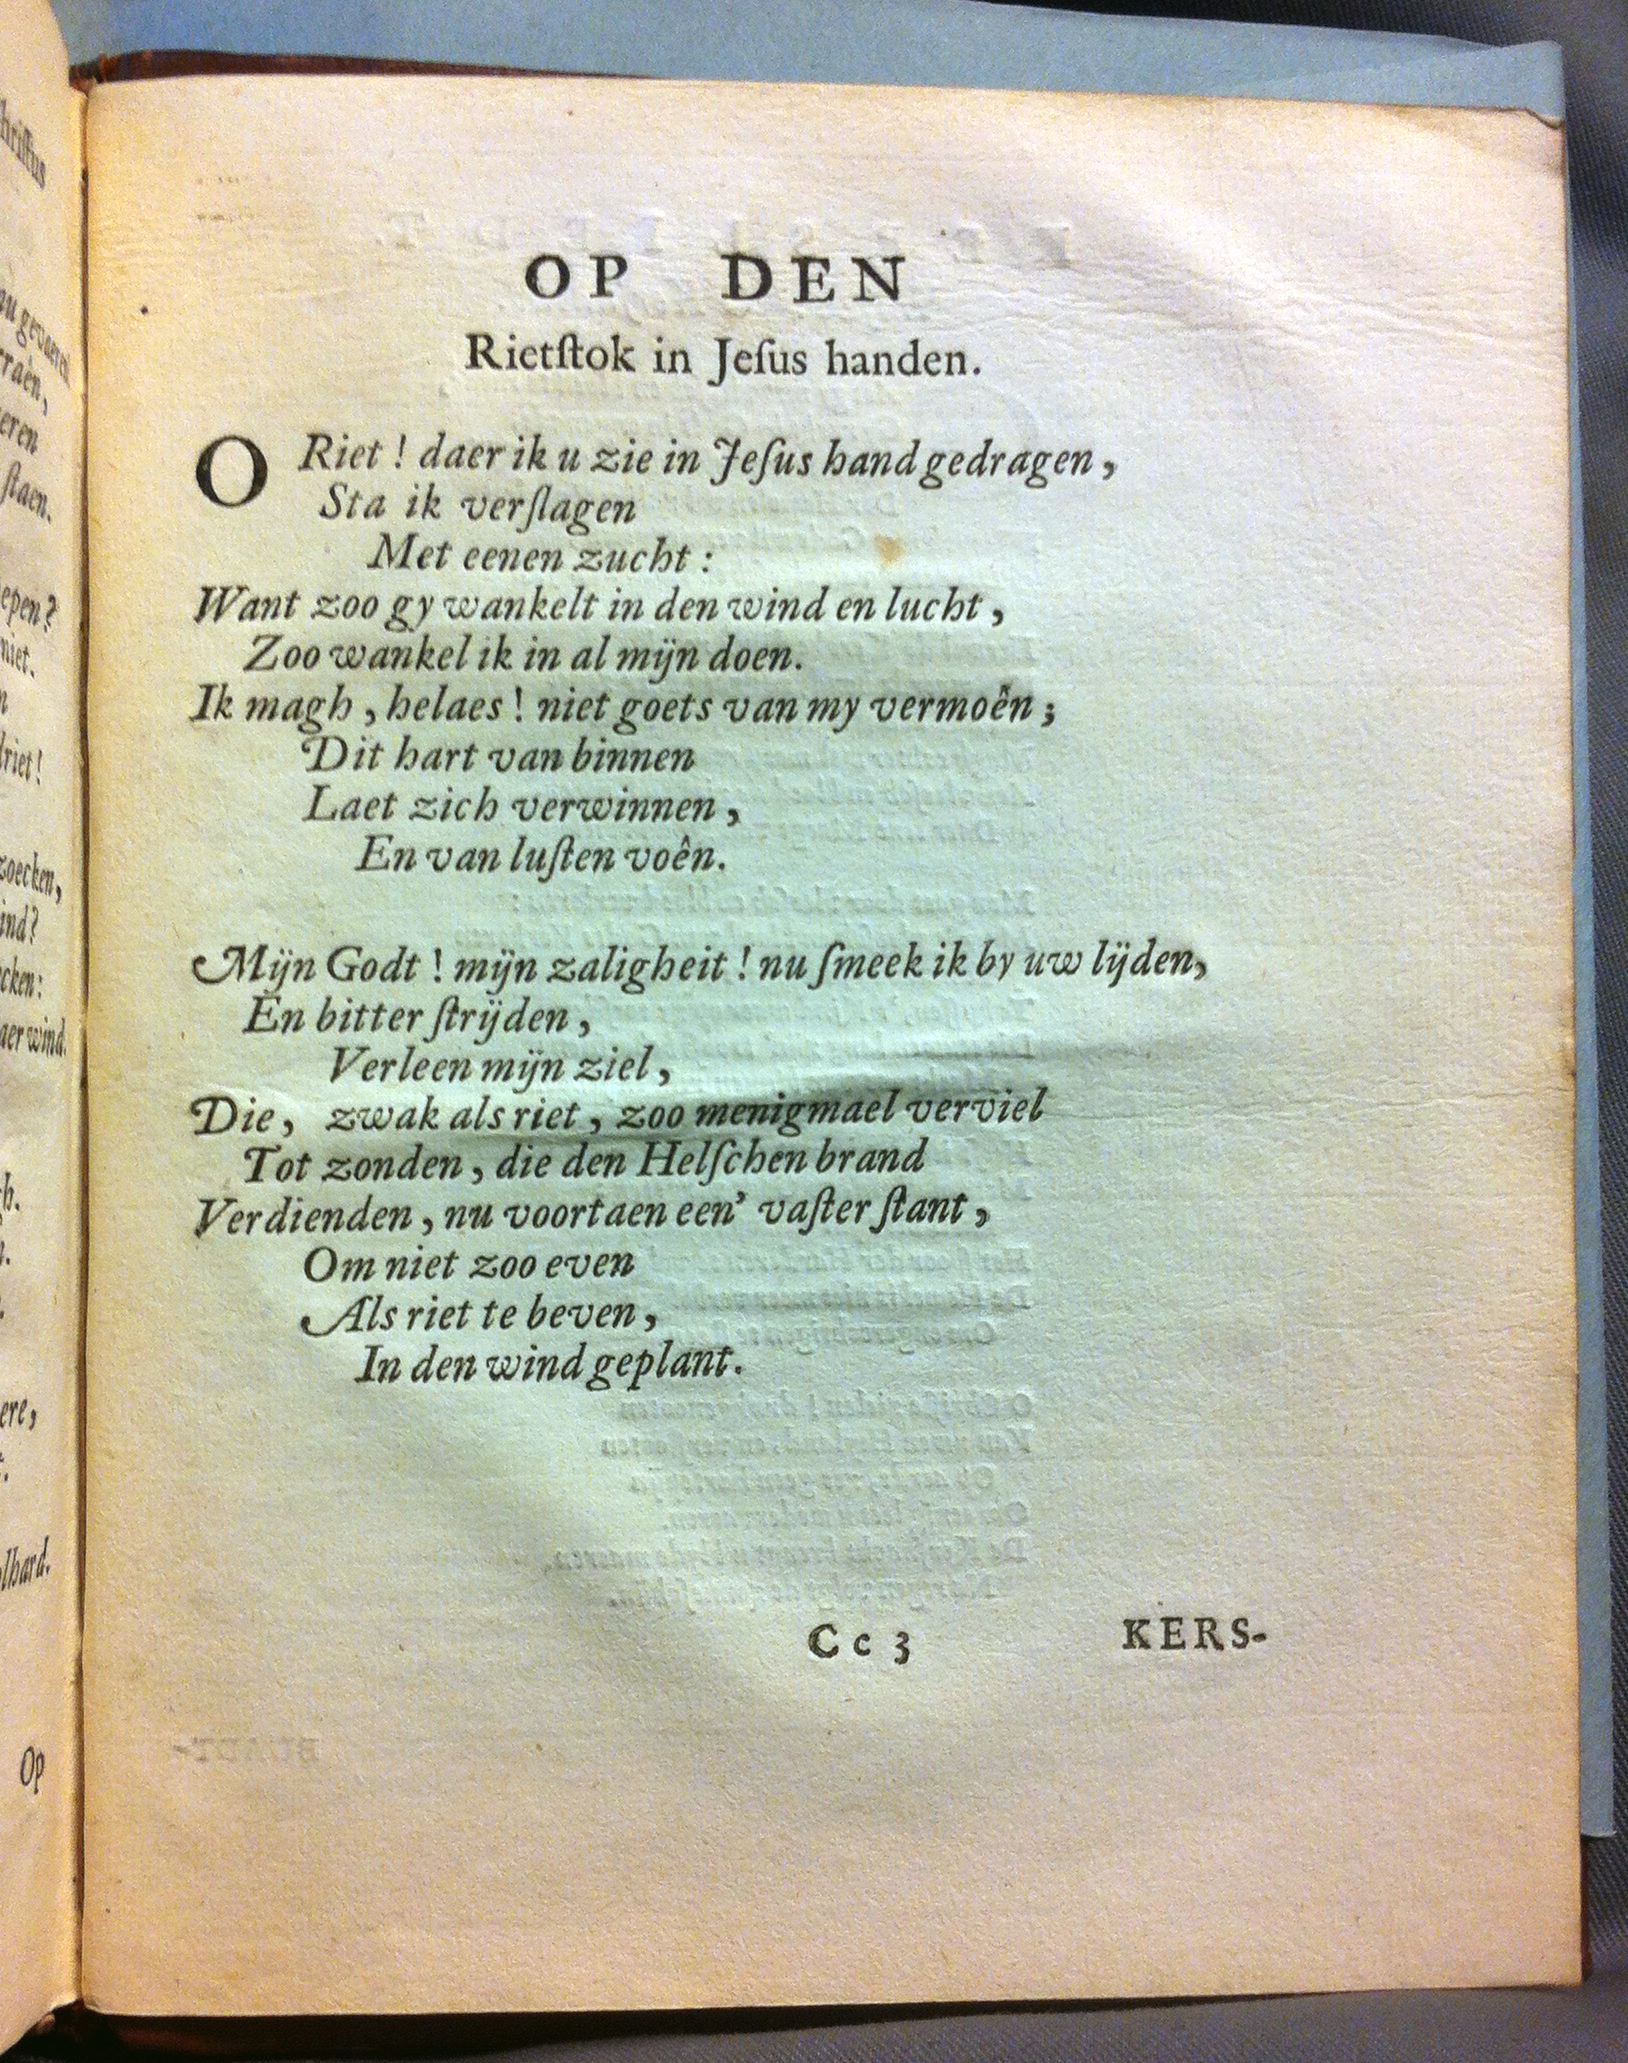 OP DEN
Rietſtok in Jeſus handen.
O Riet! daer ik u zie in Jeſus hand gedragen,
Sta ik verſlagen
Met eenen zucht:
Want zoo gy wankelt in den wind en lucht,
Zoo wankel ik in al mijn doen.
Ik magh, helaes! niet goets van my vermoên;
Dit hart van binnen
Laet zich verwinnen,
En van luſten voên.
Mijn Godt! mijn zaligheit! nu ſmeek ik by uw lijden,
En bitter ſtrijden,
Verleen mijn ziel,
Die, zwak als riet, zoo menigmael verviel
Tot zonden, die den Helſchen brand
Verdienden, nu voortaen een' vaſter ſtant,
Om niet zoo even
Als riet te beven,
In den wind geplant.
Cc 3
KERS-
niet.
Op